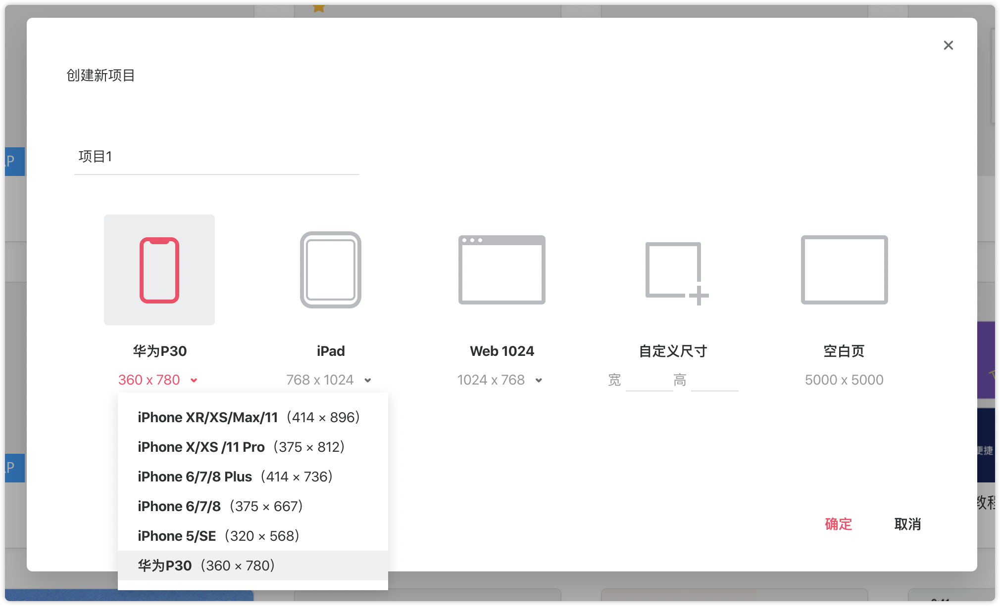 创建新项目
项目1
华为P30
iPad
Web 1024
自定义尺寸
空白页
360 x 780
768 x 1024
1024 x 768
宽
高
5000 x 5000
iPhone XR/XS/Max/11（414 × 896）
iPhone X/XS /11 Pro（375 × 812）
iPhone 6/7/8 Plus（414 × 736）
iPhone 6/7/8（375 × 667）
iPhone 5/SE（320 × 568）
华为P30（360 × 780）
确定
取消
P
P
便捷
教程